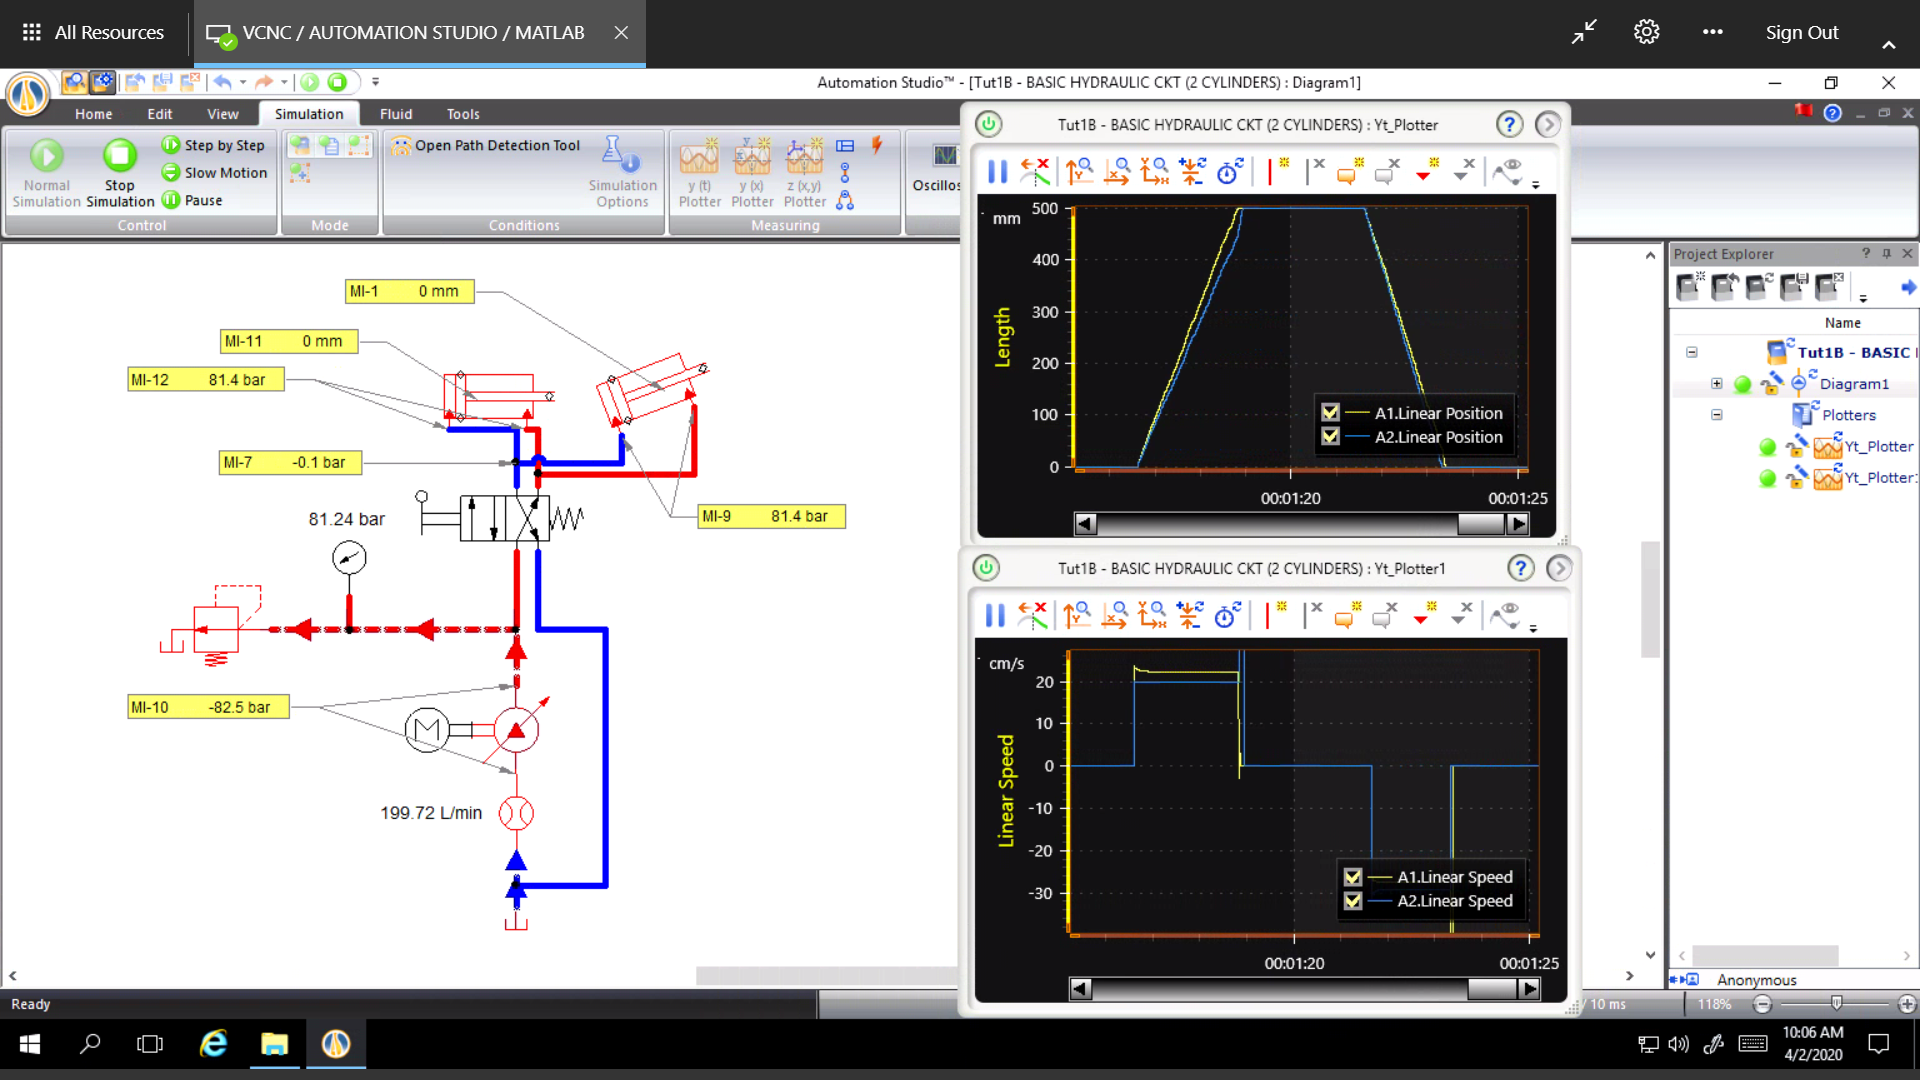 All Resources
VCNC / AUTOMATION STUDIO / MATLAB
Sign Out
Automation Studio™ - [Tut1B - BASIC HYDRAULIC CKT (2 CYLINDERS) : Diagram1]
Home Edit View Simulation Fluid Tools
Normal Simulation
Stop Simulation
Step by Step
Slow Motion
Pause
Control
Mode
Open Path Detection Tool
Simulation Options
Conditions
y (t) Plotter
y (x) Plotter
z (x,y) Plotter
Measuring
Oscillos
MI-1 0 mm
MI-11 0 mm
MI-12 81.4 bar
MI-7 -0.1 bar
81.24 bar
MI-9 81.4 bar
MI-10 -82.5 bar
M
199.72 L/min
Tut1B - BASIC HYDRAULIC CKT (2 CYLINDERS) : Yt_Plotter
mm
500
400
300
200
100
0
Length
A1.Linear Position
A2.Linear Position
00:01:20 00:01:25
Tut1B - BASIC HYDRAULIC CKT (2 CYLINDERS) : Yt_Plotter1
cm/s
20
10
0
-10
-20
-30
Linear Speed
A1.Linear Speed
A2.Linear Speed
00:01:20 00:01:25
Project Explorer
Name
Tut1B - BASIC
Diagram1
Plotters
Yt_Plotter
Yt_Plotter
Anonymous
Ready
/ 10 ms
118%
10:06 AM
4/2/2020